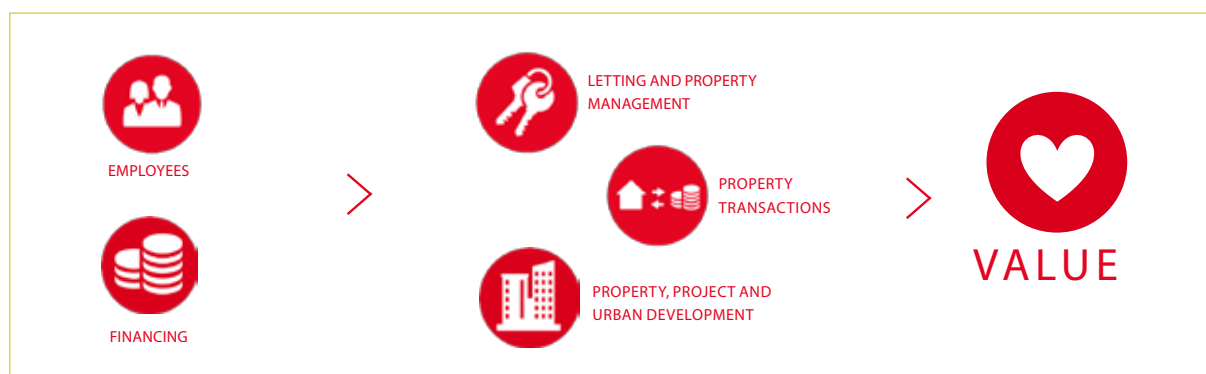 EMPLOYEES
FINANCING
LETTING AND PROPERTY
MANAGEMENT
PROPERTY
TRANSACTIONS
PROPERTY, PROJECT AND
URBAN DEVELOPMENT
VALUE